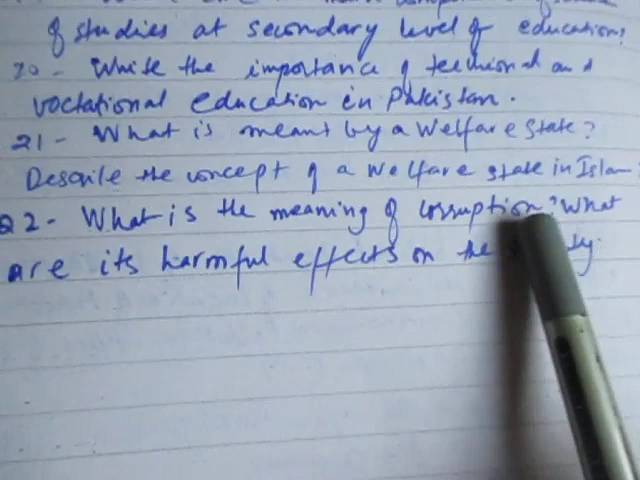 of studies at secondary level of education?
20 - Write the importance of technical and
voctational education in Pakistan.
21 - What is meant by a Welfare state?
Describe the concept of a welfare state in Islam
22 - What is the meaning of corruption? What
are its harmful effects on the